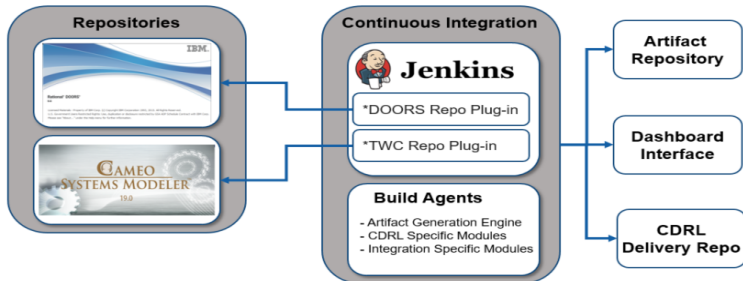 Repositories
IBM.
Rational® DOORS®
CAMEO
SYSTEMS MODELER
19.0
Continuous Integration
Jenkins
*DOORS Repo Plug-in
*TWC Repo Plug-in
Build Agents
- Artifact Generation Engine
- CDRL Specific Modules
- Integration Specific Modules
Artifact
Repository
Dashboard
Interface
CDRL
Delivery Repo